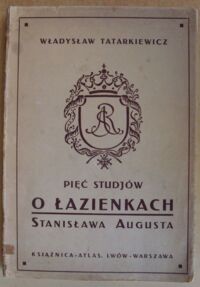 WŁADYSŁAW TATARKIEWICZ
PIĘĆ STUDJÓW
O ŁAZIENKACH
STANISŁAWA AUGUSTA
KSIĄŻNICA-ATLAS. LWÓW-WARSZAWA